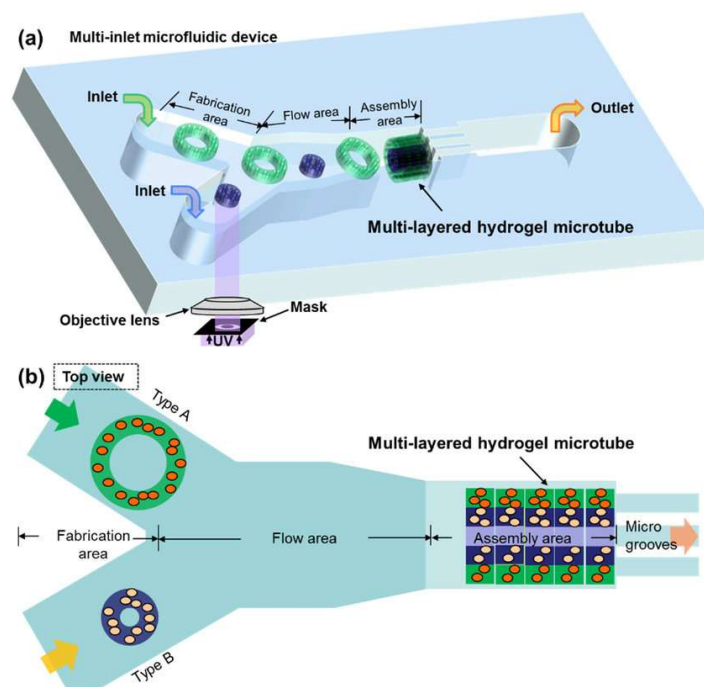 (a)
Multi-inlet microfluidic device
Inlet
Fabrication
area
Flow area
Assembly
area
Outlet
Inlet
Multi-layered hydrogel microtube
Objective lens
Mask
UV
(b)
Top view
Type A
Multi-layered hydrogel microtube
Fabrication
area
Flow area
Assembly area
Micro
grooves
Type B